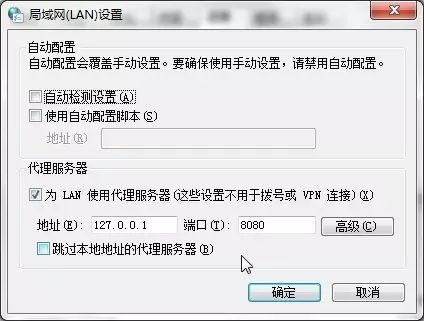 局域网(LAN)设置
自动配置
自动配置会覆盖手动设置。要确保使用手动设置，请禁用自动配置。
自动检测设置(A)
使用自动配置脚本(S)
地址(R)
代理服务器
为 LAN 使用代理服务器(这些设置不用于拨号或 VPN 连接)(X)
地址(E): 127.0.0.1 端口(T): 8080 高级(C)
跳过本地地址的代理服务器(B)
确定 取消